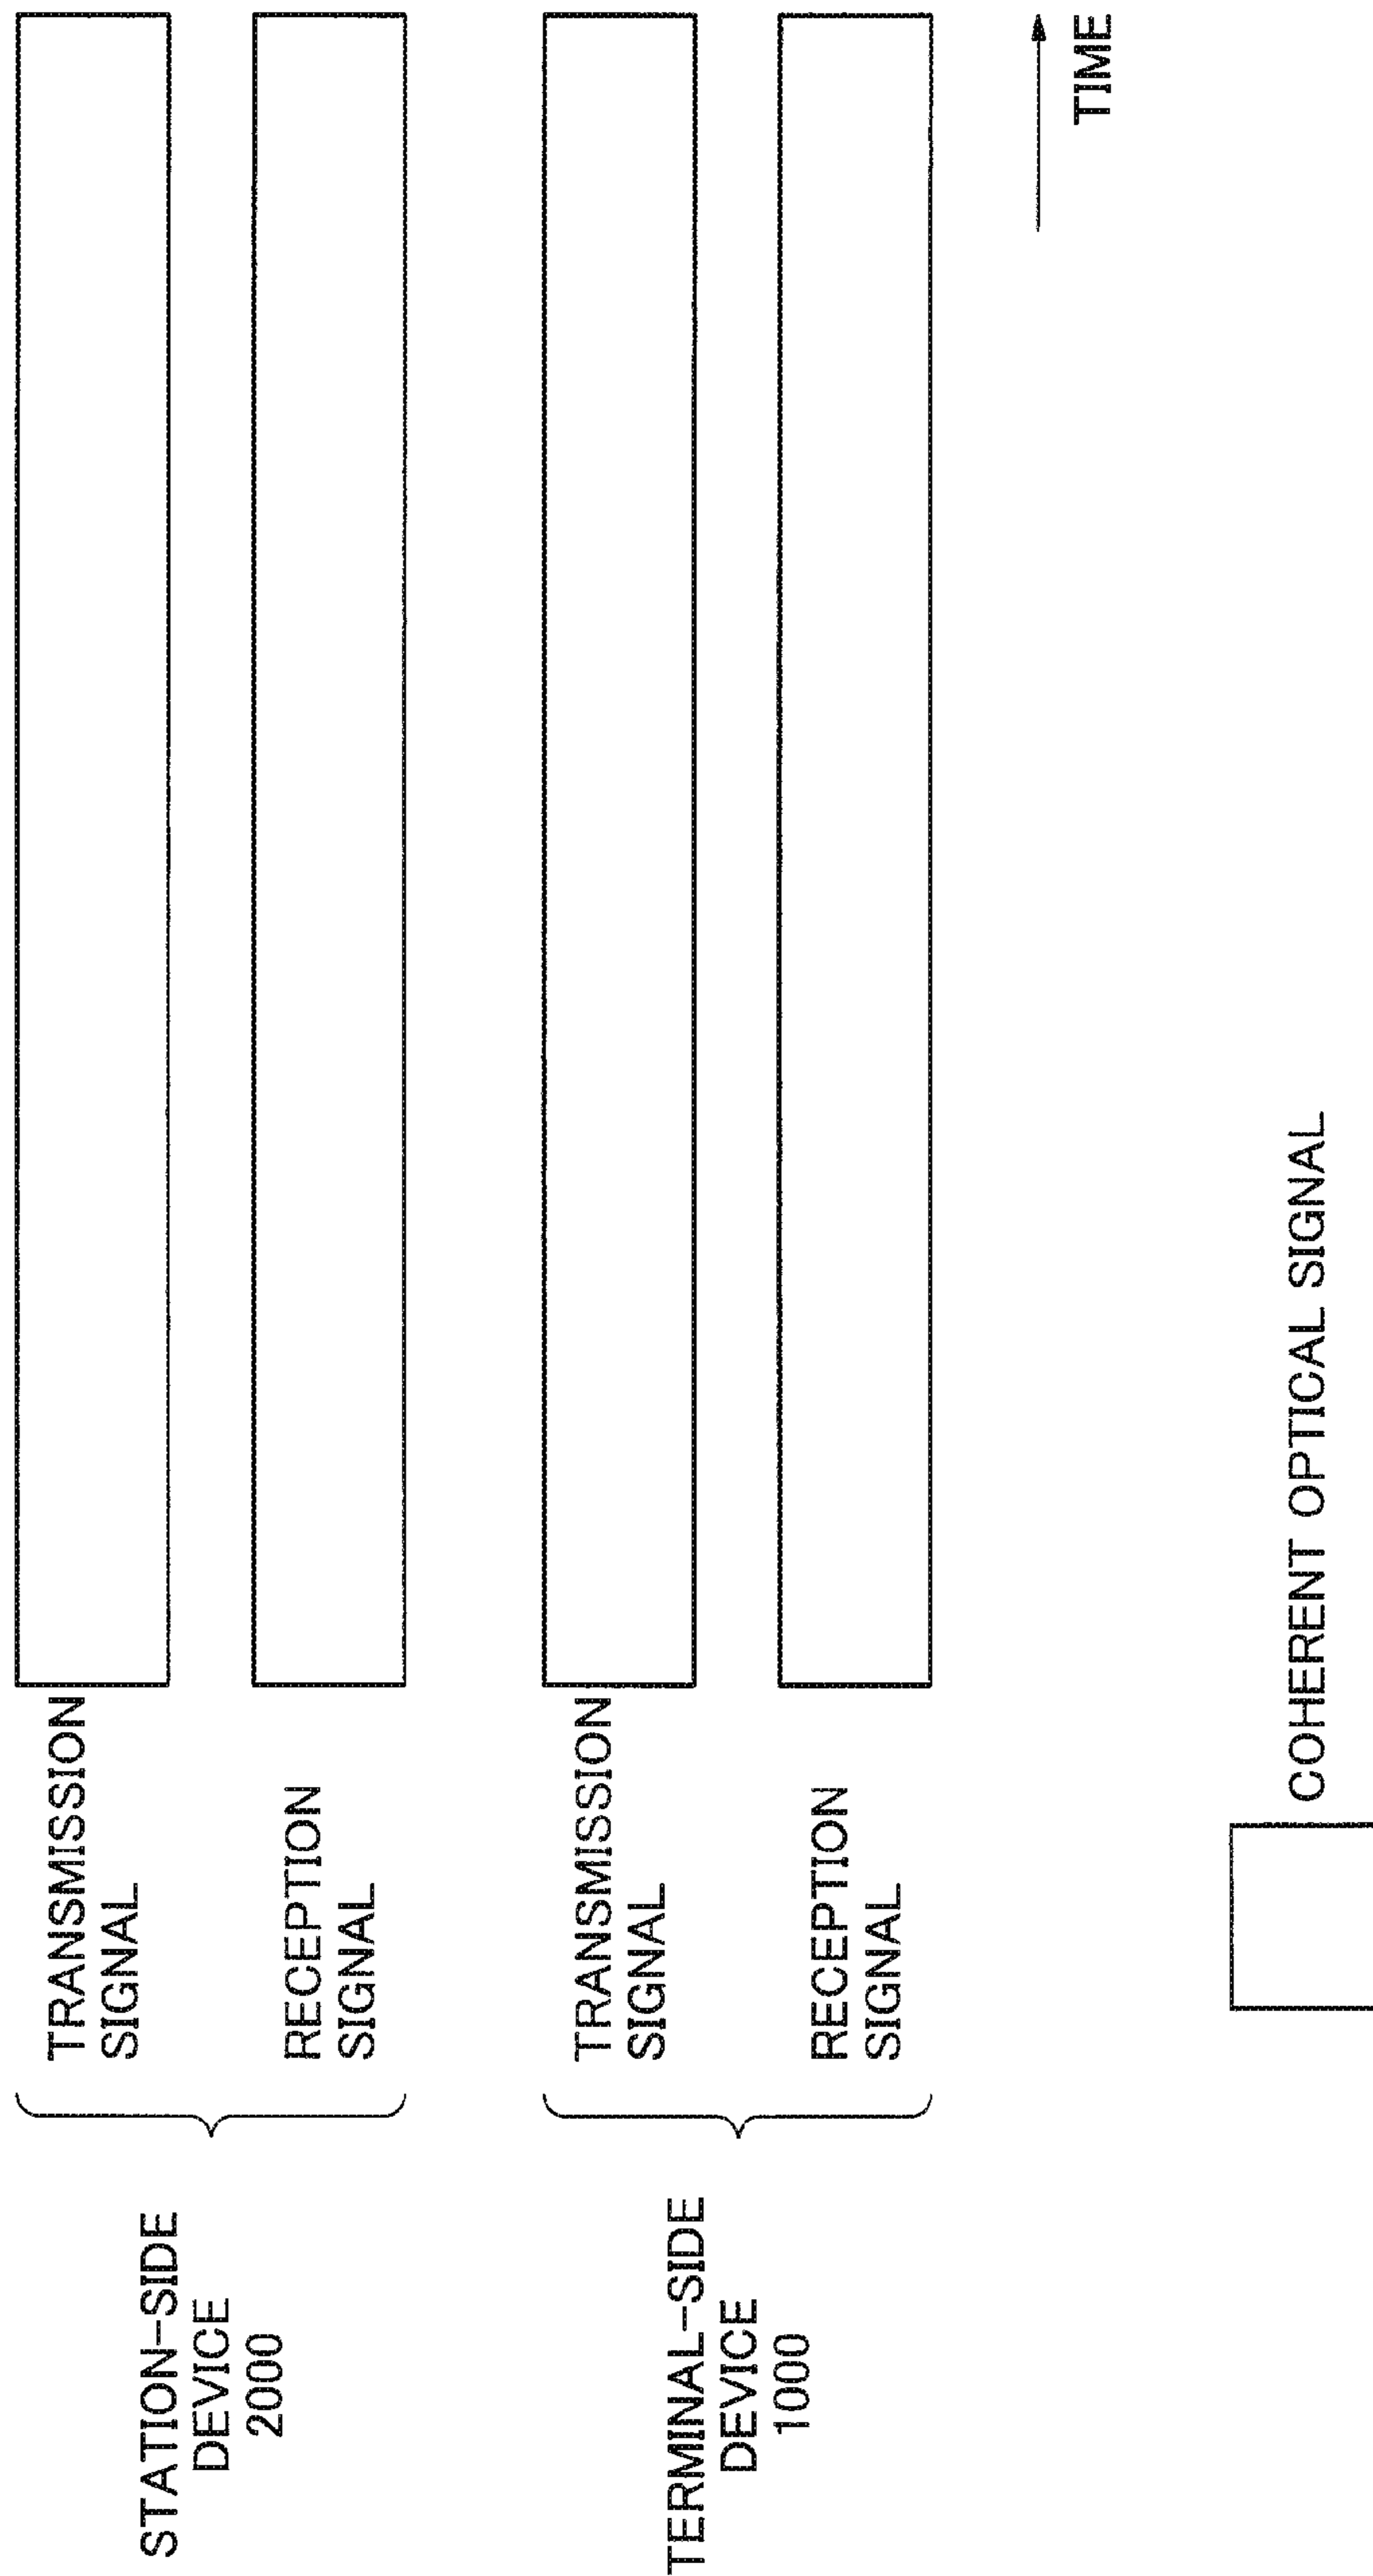 STATION-SIDE
DEVICE
2000
TRANSMISSION
SIGNAL
RECEPTION
SIGNAL
TERMINAL-SIDE
DEVICE
1000
TRANSMISSION
SIGNAL
RECEPTION
SIGNAL
TIME
COHERENT OPTICAL SIGNAL